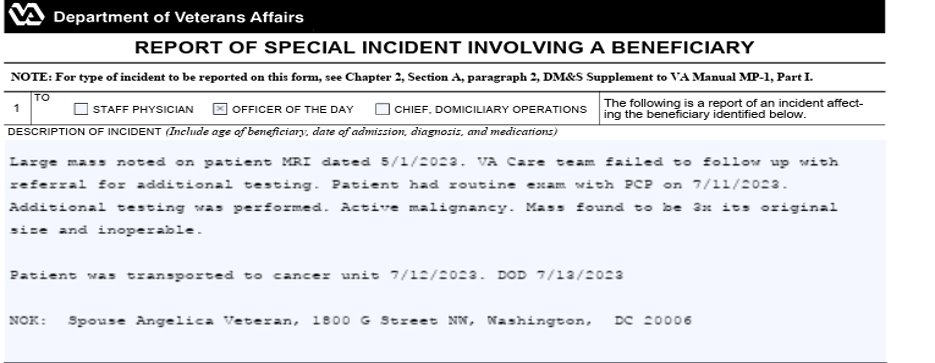 VA Department of Veterans Affairs
REPORT OF SPECIAL INCIDENT INVOLVING A BENEFICIARY
NOTE: For type of incident to be reported on this form, see Chapter 2, Section A, paragraph 2, DM&S Supplement to VA Manual MP-1, Part I.
1 TO STAFF PHYSICIAN OFFICER OF THE DAY CHIEF, DOMICILIARY OPERATIONS
The following is a report of an incident affect-
ing the beneficiary identified below.
DESCRIPTION OF INCIDENT (Include age of beneficiary, date of admission, diagnosis, and medications)
Large mass noted on patient MRI dated 5/1/2023. VA Care team failed to follow up with
referral for additional testing. Patient had routine exam with PCP on 7/11/2023.
Additional testing was performed. Active malignancy. Mass found to be 3x its original
size and inoperable.
Patient was transported to cancer unit 7/12/2023. DOD 7/13/2023
NOK: Spouse Angelica Veteran, 1800 G Street NW, Washington, DC 20006